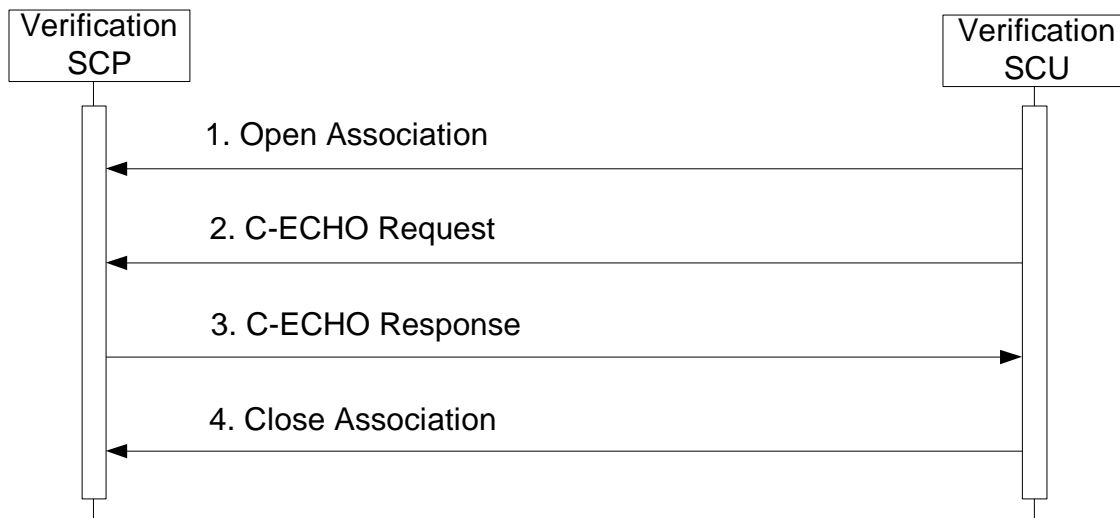 Verification
SCP
Verification
SCU
1. Open Association
2. C-ECHO Request
3. C-ECHO Response
4. Close Association